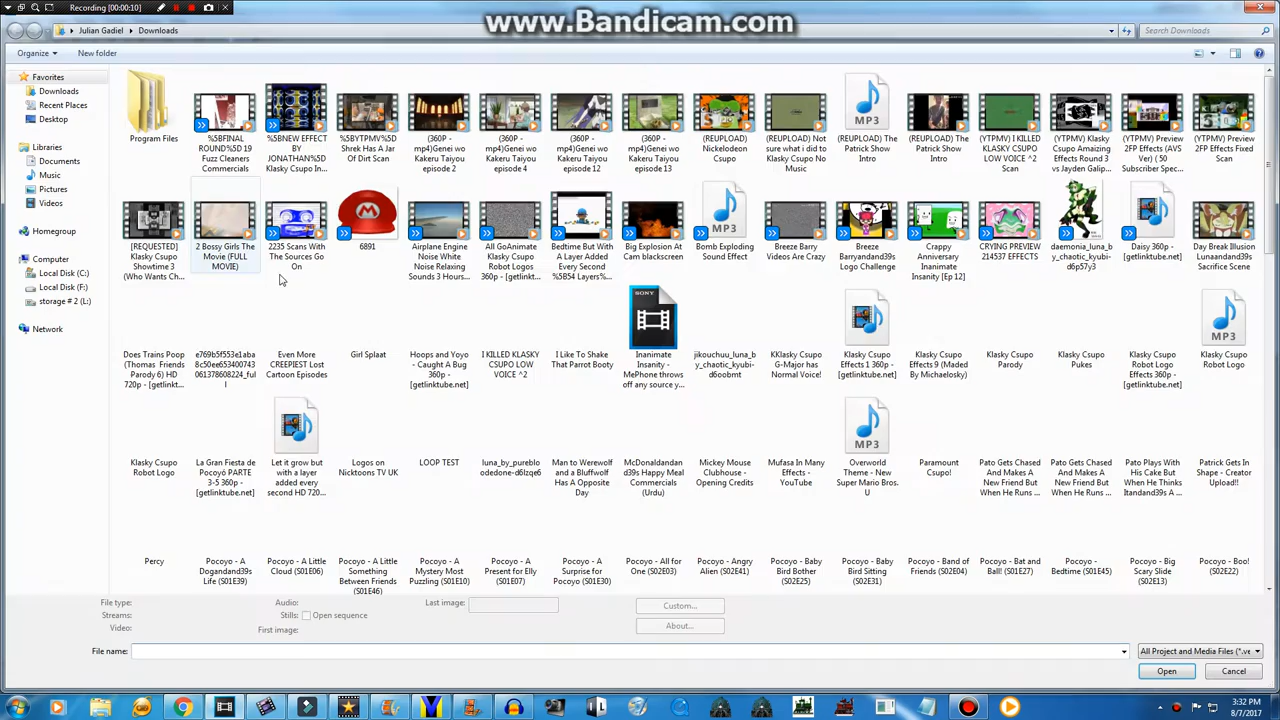 Recording [00:00:10]
www.Bandicam.com
Julian Gadiel
Downloads
Search Downloads
Organize
New folder
Favorites
Downloads
Recent Places
Desktop
Libraries
Documents
Music
Pictures
Videos
Homegroup
Computer
Local Disk (C:)
Local Disk (F:)
storage # 2 (L:)
Network
Program Files
%5BFINAL
ROUND%5D 19
Fuzz Cleaners
Commercials
%5BNEW EFFECT
BY
JONATHAN%5D
Klasky Csupo In...
%5BYTPMV%5D
Shrek Has A Jar
Of Dirt Scan
(360P -
mp4)Genei wo
Kakeru Taiyou
episode 12
(360P -
mp4)Genei wo
Kakeru Taiyou
episode 4
(360P -
mp4)Genei wo
Kakeru Taiyou
episode 12
(360P -
mp4)Genei wo
Kakeru Taiyou
episode 13
(REUPLOAD)
Nickelodeon
Csupo
(REUPLOAD) Not
sure what i did to
Klasky Csupo No
Music
MP3
(REUPLOAD) The
Patrick Show
Intro
(REUPLOAD) The
Patrick Show
Intro
(YTPMV) I KILLED
KLASKY CSUPO
LOW VOICE ^2
Scan
(YTPMV) Klasky
Csupo Amaizing
Effects Round 3
vs Jayden Galip...
(YTPMV) Preview
2FP Effects (AVS
Ver) ( 50
Subscriber Spec...
(YTPMV) Preview
2FP Effects Fixed
Scan
[REQUESTED]
Klasky Csupo
Showtime 3
(Who Wants Ch...
2 Bossy Girls The
Movie (FULL
MOVIE)
2235 Scans With
The Sources Go
On
6891
Airplane Engine
Noise White
Noise Relaxing
Sounds 3 Hours...
All GoAnimate
Csupo Robot Logos
360p - [getlink...
Bedtime But With
A Layer Added
Every Second
%5B54 Layers%...
Big Explosion At
Cam blackscreen
MP3
Bomb Exploding
Sound Effect
Breeze Barry
Videos Are Crazy
Breeze
Barryandand39s
Logo Challenge
Crappy
Anniversary
Inanimate
Insanity [Ep 12]
CRYING PREVIEW
214537 EFFECTS
daemonia_luna_b
y_chaotic_kyubi-
d6p57y3
Daisy 360p -
[getlinktube.net]
Day Break Illusion
Lunaandand39s
Sacrifice Scene
Does Trains Poop
(Thomas Friends
Parody 6) HD
720p - [getlinkt...
e769b5f553e1aba
8c50ee653400743
061378608224_ful
l
Even More
CREEPIEST Lost
Cartoon Episodes
Girl Splaat
Hoops and Yoyo
- Caught A Bug
360p -
[getlinktube.net]
I KILLED KLASKY
CSUPO LOW
VOICE ^2
I Like To Shake
That Parrot Booty
SONY
Inanimate
Insanity -
MePhone throws
off any source y...
jikouchuu_luna_b
y_chaotic_kyubi-
d6oobmt
KKlasky Csupo
G-Major has
Normal Voice!
Klasky Csupo
Effects 1 360p -
[getlinktube.net]
Klasky Csupo
Effects 9 (Maded
By Michaelosky)
Klasky Csupo
Parody
Klasky Csupo
Pukes
Klasky Csupo
Robot Logo
Effects 360p -
[getlinktube.net]
MP3
Klasky Csupo
Robot Logo
Klasky Csupo
Robot Logo
La Gran Fiesta de
Pocoyó PARTE
3-5 360p -
[getlinktube.net]
Let it grow but
with a layer
added every
second HD 720...
Logos on
Nicktoons TV UK
LOOP TEST
luna_by_pureblo
odedone-d6lzqe6
Man to Werewolf
and a Bluffwolf
Has A Opposite
Day
McDonaldandan
d39s Happy Meal
Commercials
(Urdu)
Mickey Mouse
Clubhouse -
Opening Credits
Mufasa In Many
Effects -
YouTube
MP3
Overworld
Theme - New
Super Mario Bros.
U
Paramount
Csupo!
Pato Gets Chased
And Makes A
New Friend But
When He Runs ...
Pato Gets Chased
And Makes A
New Friend But
When He Runs ...
Pato Plays With
His Cake But
When He Thinks
Itandand39s A ...
Patrick Gets In
Shape - Creator
Upload!!
Percy
Pocoyo - A
Dogandand39s
Life (S01E39)
Pocoyo - A Little
Cloud (S01E06)
Pocoyo - A Little
Something
Between Friends
(S01E46)
Pocoyo - A
Mystery Most
Puzzling (S01E10)
Pocoyo - A
Present for Elly
(S01E07)
Pocoyo - A
Surprise for
Pocoyo (S01E30)
Pocoyo - All for
One (S02E03)
Pocoyo - Angry
Alien (S02E41)
Pocoyo - Baby
Bird Bother
(S02E25)
Pocoyo - Baby
Bird Sitting
(S02E31)
Pocoyo - Band of
Friends (S02E04)
Pocoyo - Bat and
Ball! (S01E27)
Pocoyo -
Bedtime (S01E45)
Pocoyo - Big
Scary Slide
(S02E13)
Pocoyo - Boo!
(S02E22)
File type:
Streams:
Video:
Audio:
Stills:
Open sequence
First image:
Last image:
Custom...
About...
File name:
All Project and Media Files (*.ve
Open
Cancel
3:32 PM
8/7/2017